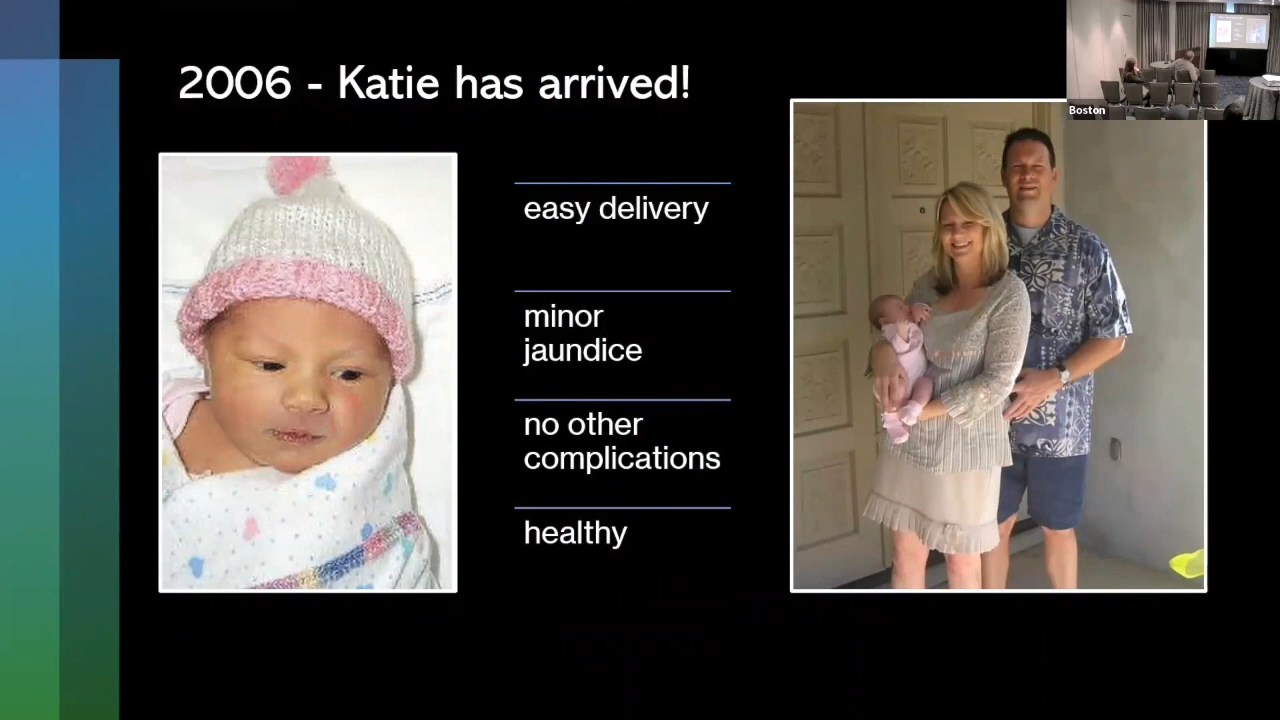 2006 - Katie has arrived!
easy delivery
minor
jaundice
no other
complications
healthy
Boston